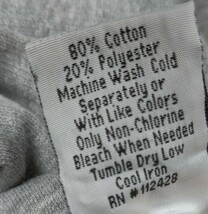 80% Cotton
20% Polyester
Machine Wash Cold
Separately or
With Like Colors
Only Non-Chlorine
Bleach When Needed
Tumble Dry Low
Cool Iron
RN #112428